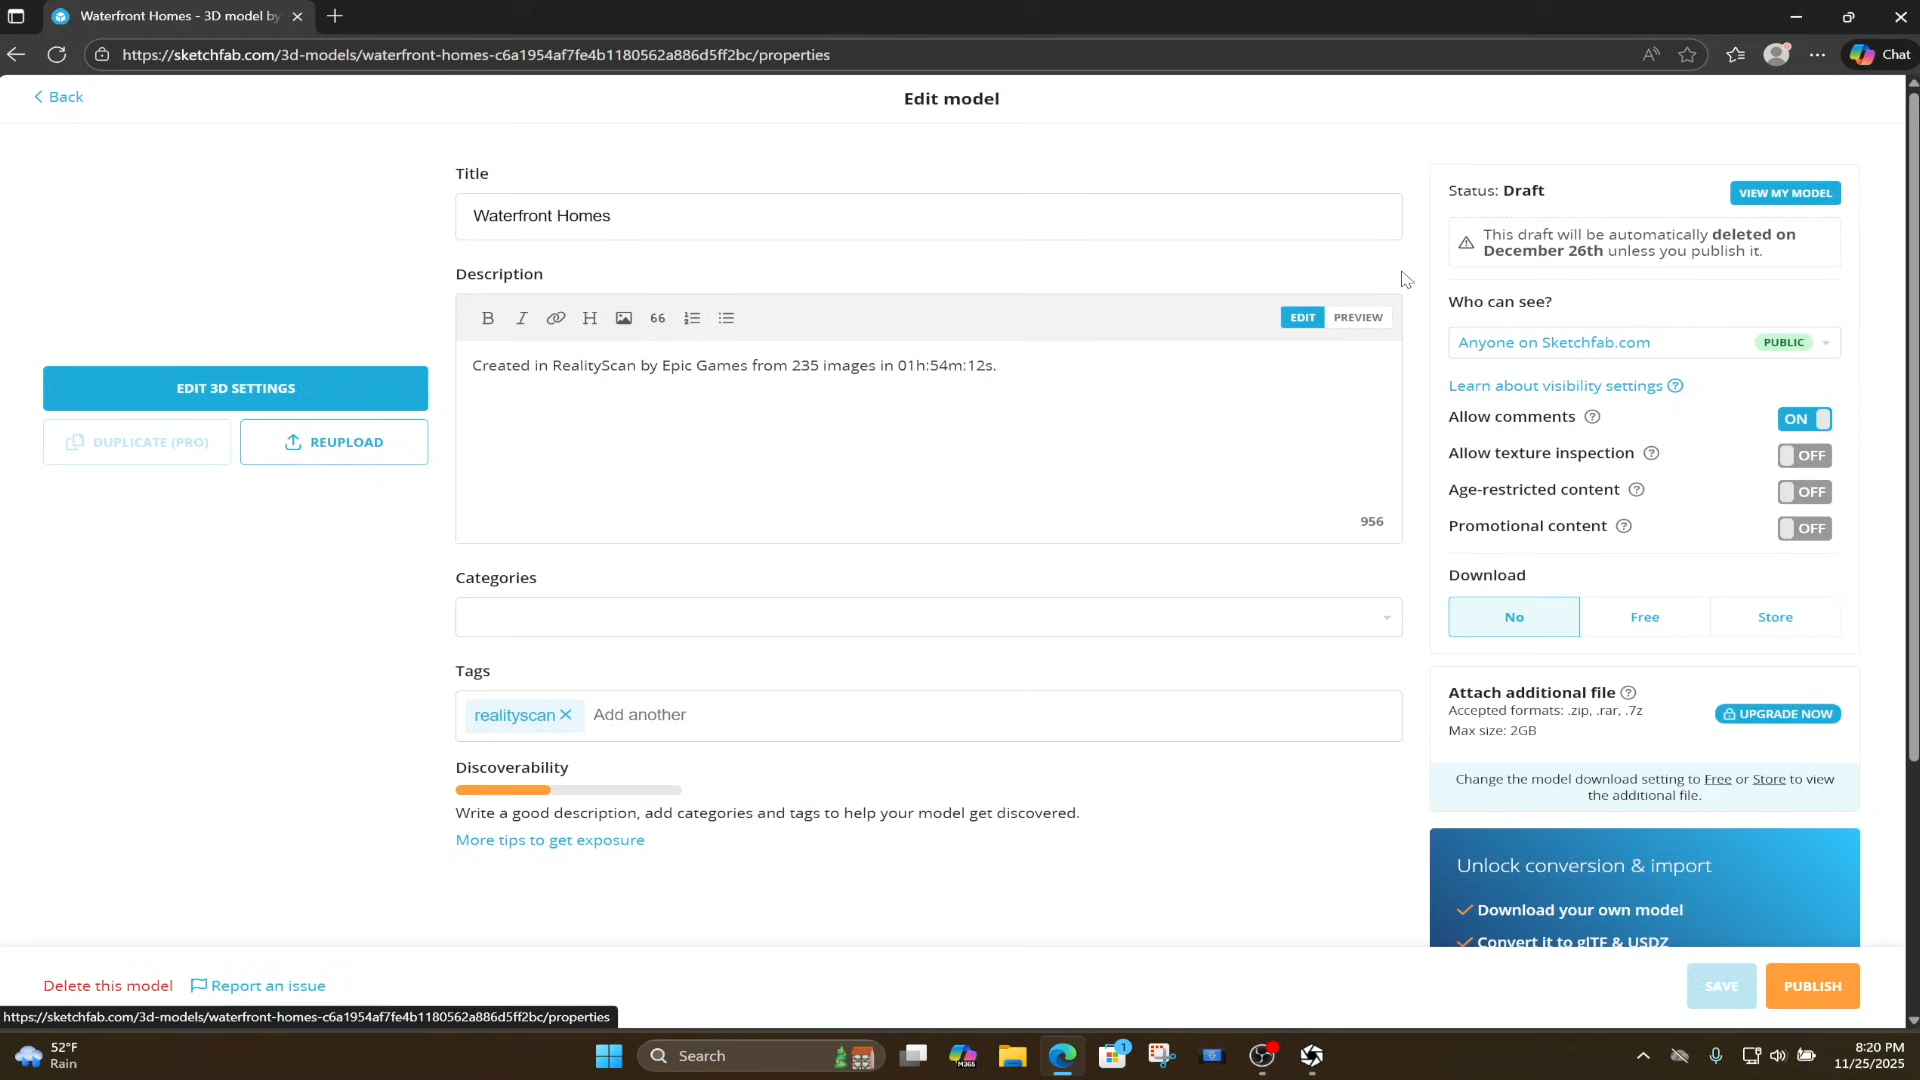 Waterfront Homes - 3D model by
https://sketchfab.com/3d-models/waterfront-homes-c6a1954af7fe4b1180562a886d5ff2bc/properties
Chat
Back
Edit model
Title
Waterfront Homes
Description
EDIT
PREVIEW
Created in RealityScan by Epic Games from 235 images in 01h:54m:12s.
956
EDIT 3D SETTINGS
DUPLICATE (PRO)
REUPLOAD
Categories
Tags
realityscan
Add another
Discoverability
Write a good description, add categories and tags to help your model get discovered.
More tips to get exposure
Status: Draft
VIEW MY MODEL
This draft will be automatically deleted on
December 26th unless you publish it.
Who can see?
Anyone on Sketchfab.com
PUBLIC
Learn about visibility settings
Allow comments
ON
Allow texture inspection
OFF
Age-restricted content
OFF
Promotional content
OFF
Download
No
Free
Store
Attach additional file
Accepted formats: .zip, .rar, .7z
Max size: 2GB
UPGRADE NOW
Change the model download setting to Free or Store to view
the additional file.
Unlock conversion & import
Download your own model
Convert it to glTF & USDZ
Delete this model
Report an issue
SAVE
PUBLISH
https://sketchfab.com/3d-models/waterfront-homes-c6a1954af7fe4b1180562a886d5ff2bc/properties
52°F
Rain
Search
M365
1
8:20 PM
11/25/2025